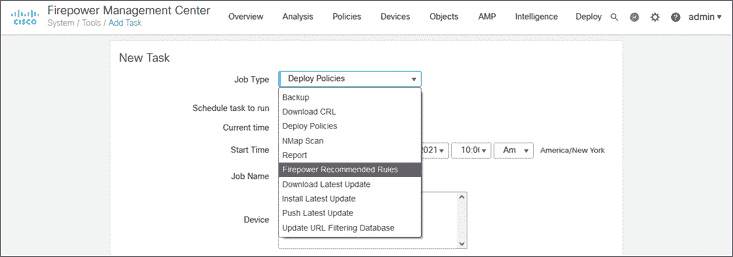 Firepower Management Center
CISCO System / Tools / Add Task
Overview Analysis Policies Devices Objects AMP Intelligence Deploy admin
New Task
Job Type Deploy Policies
Backup
Download CRL
Schedule task to run
Deploy Policies
Current time
NMap Scan
Start Time 2021 Am America/New York
Report
Firepower Recommended Rules
Job Name
Download Latest Update
Install Latest Update
Device
Push Latest Update
Update URL Filtering Database